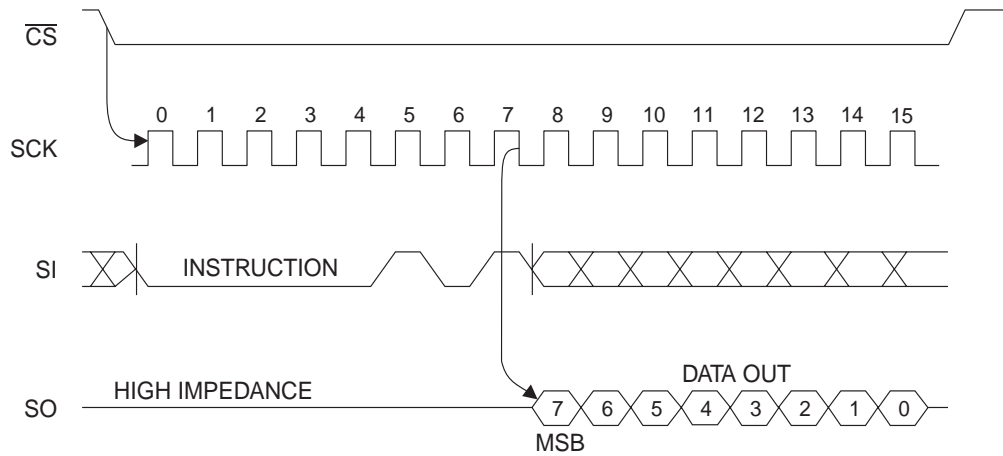 CS
0 1 2 3 4 5 6 7 8 9 10 11 12 13 14 15
SCK
SI
INSTRUCTION
HIGH IMPEDANCE
DATA OUT
SO
7 6 5 4 3 2 1 0
MSB